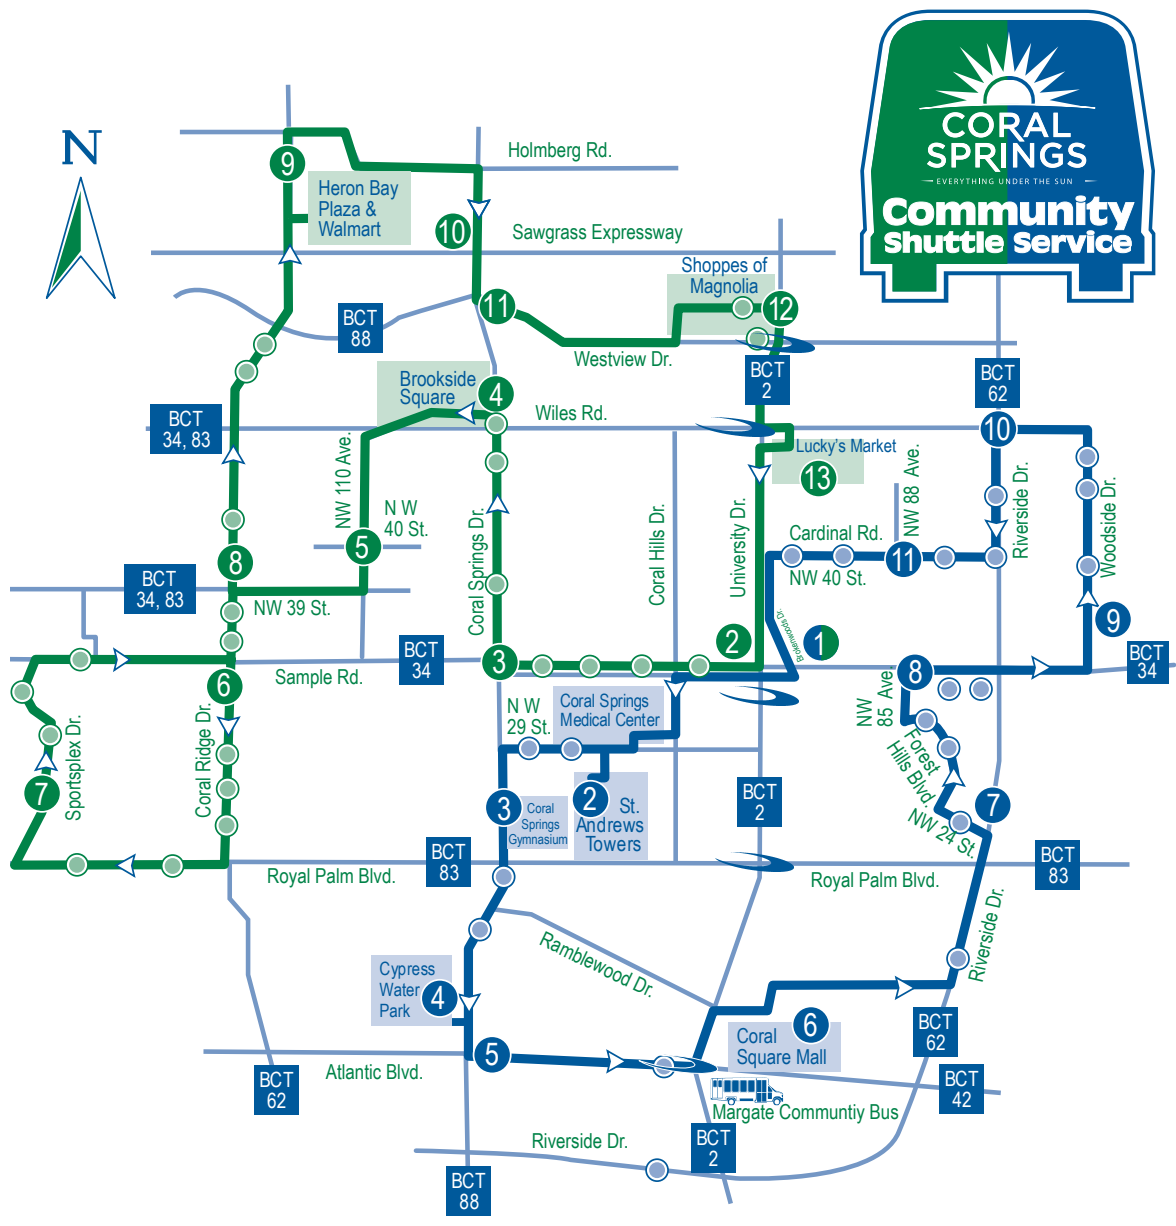 CORAL
SPRINGS
EVERYTHING UNDER THE SUN
Community
Shuttle Service
N
Holmberg Rd.
9
Heron Bay
Plaza &
Walmart
10
Sawgrass Expressway
Shoppes of
Magnolia
11
12
BCT
88
Westview Dr.
BCT
2
BCT
62
Brookside
Square
4
Wiles Rd.
BCT
34, 83
10
Lucky's Market
13
NW 110 Ave.
N W
40 St.
5
Coral Springs Dr.
Coral Hills Dr.
University Dr.
Cardinal Rd.
NW 88 Ave.
Riverside Dr.
Woodside Dr.
11
NW 40 St.
8
BCT
34, 83
NW 39 St.
Brokenwoods Dr.
2
1
9
3
BCT
34
BCT
34
Sample Rd.
6
8
NW
85 Ave.
Coral Springs
Medical Center
N W
29 St.
Sportsplex Dr.
Coral Ridge Dr.
Forest
Hills Blvd.
7
3
Coral
Springs
Gymnasium
2
St.
Andrews
Towers
BCT
2
7
NW 24 St.
BCT
83
BCT
83
Royal Palm Blvd.
Royal Palm Blvd.
Ramblewood Dr.
Riverside Dr.
Cypress
Water
Park
4
6
Coral
Square Mall
BCT
62
5
Atlantic Blvd.
BCT
62
BCT
42
Margate Communtiy Bus
Riverside Dr.
BCT
2
BCT
88